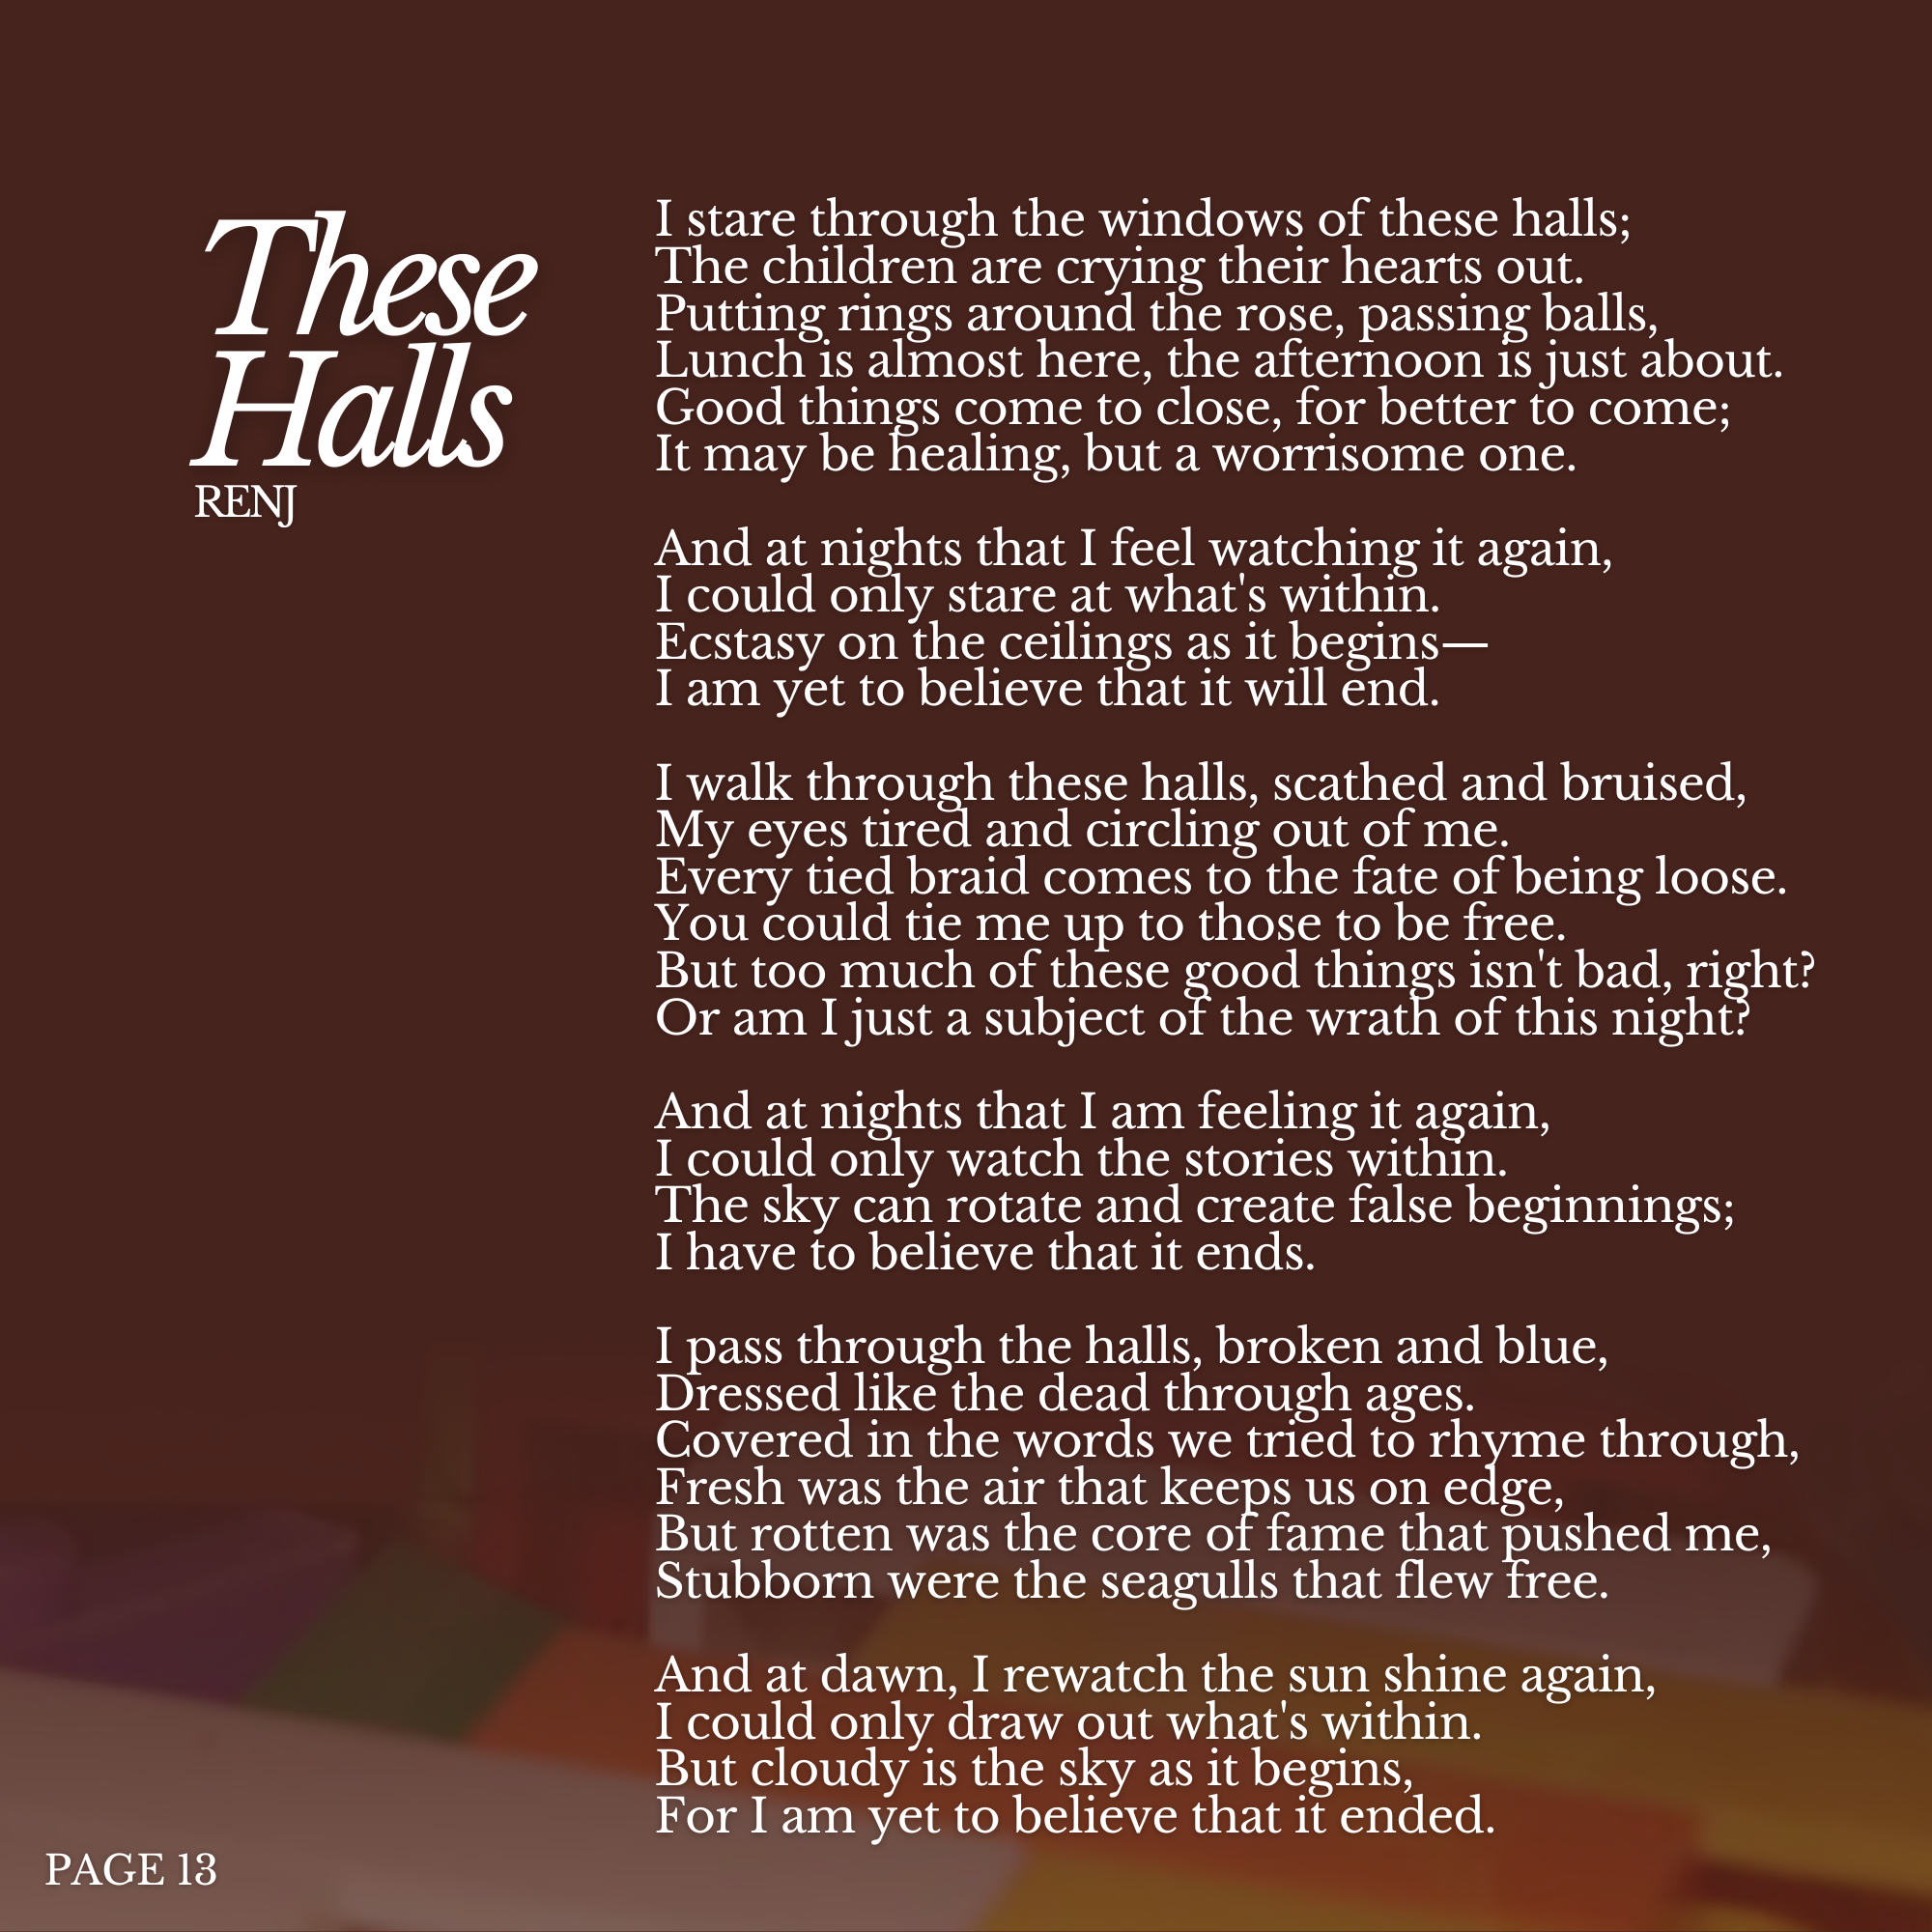 These
Halls
RENJ
I stare through the windows of these halls;
The children are crying their hearts out.
Putting rings around the rose, passing balls,
Lunch is almost here, the afternoon is just about.
Good things come to close, for better to come;
It may be healing, but a worrisome one.
And at nights that I feel watching it again,
I could only stare at what's within.
Ecstasy on the ceilings as it begins—
I am yet to believe that it will end.
I walk through these halls, scathed and bruised,
My eyes tired and circling out of me.
Every tied braid comes to the fate of being loose.
You could tie me up to those to be free.
But too much of these good things isn't bad, right?
Or am I just a subject of the wrath of this night?
And at nights that I am feeling it again,
I could only watch the stories within.
The sky can rotate and create false beginnings;
I have to believe that it ends.
I pass through the halls, broken and blue,
Dressed like the dead through ages.
Covered in the words we tried to rhyme through,
Fresh was the air that keeps us on edge,
But rotten was the core of fame that pushed me,
Stubborn were the seagulls that flew free.
And at dawn, I rewatch the sun shine again,
I could only draw out what's within.
But cloudy is the sky as it begins,
For I am yet to believe that it ended.
PAGE 13